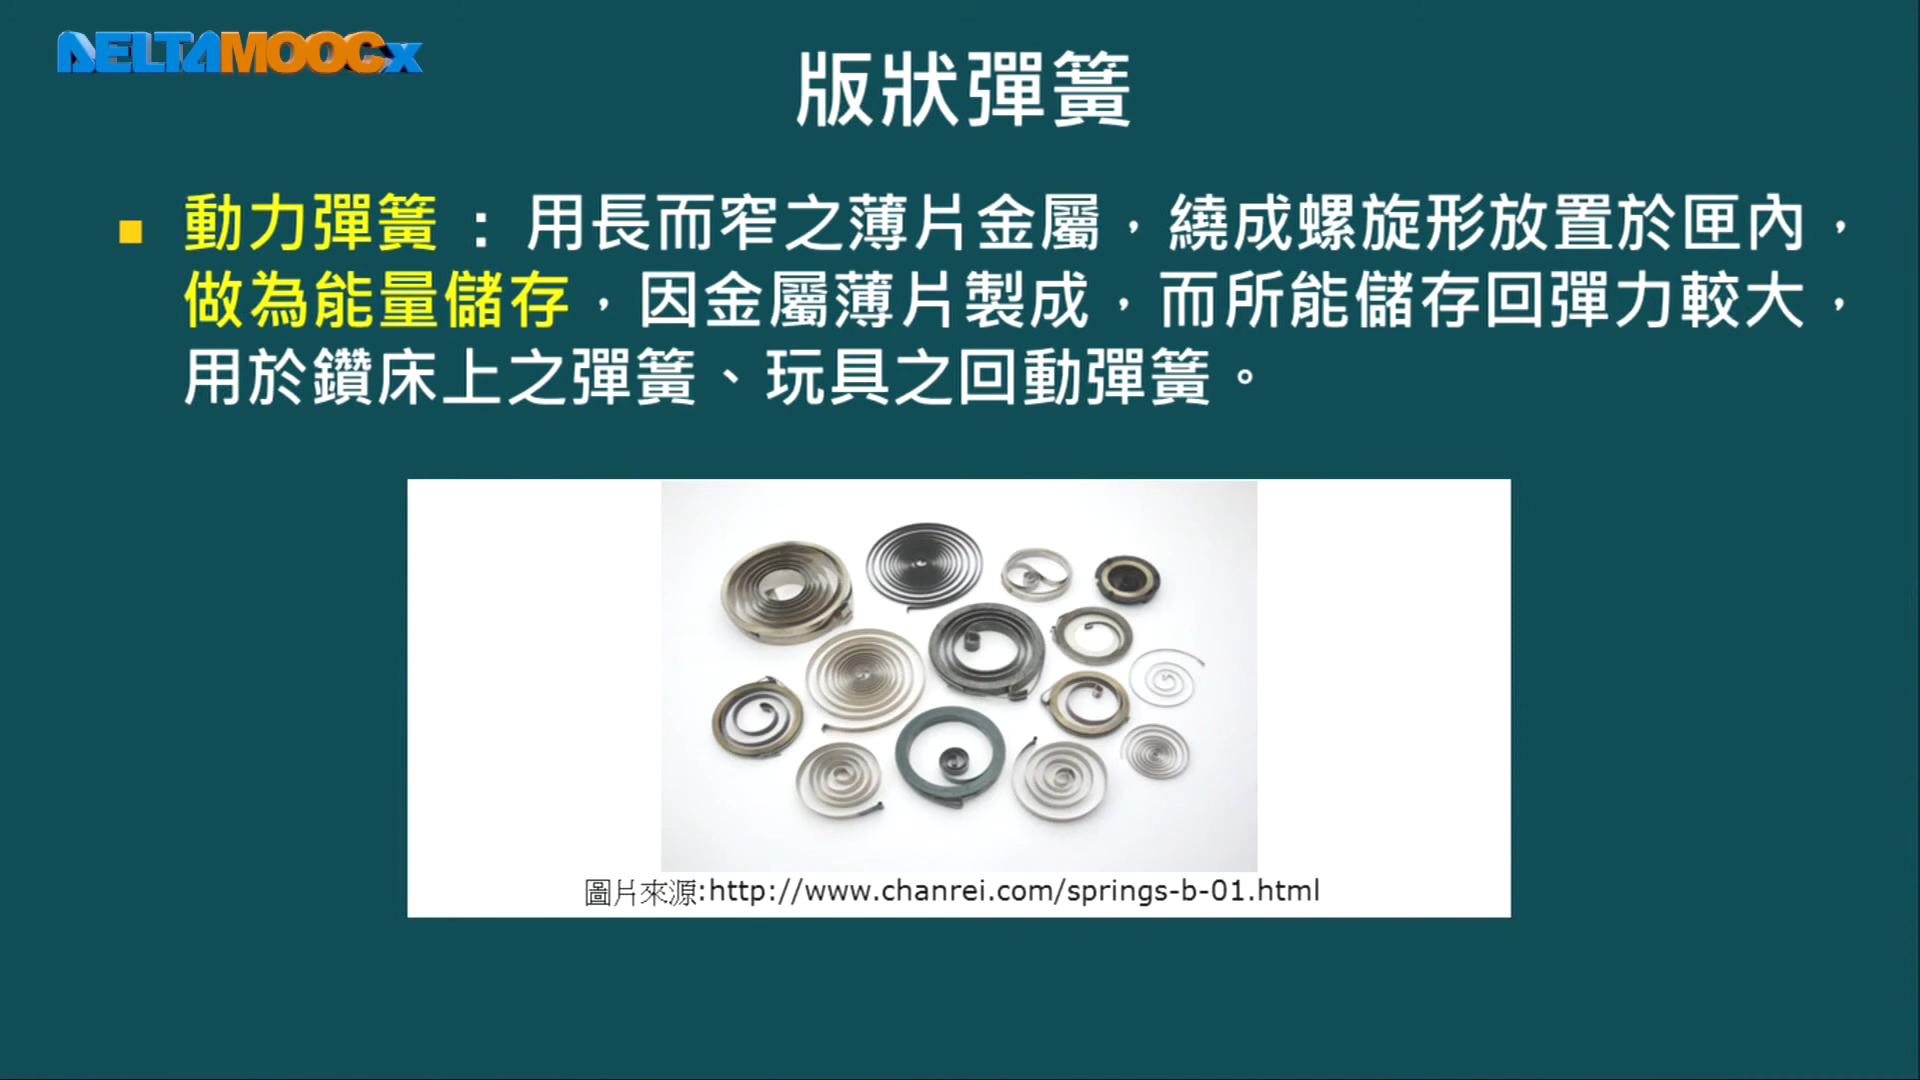 DELTAMOOCx
版狀彈簧
動力彈簧：用長而窄之薄片金屬，繞成螺旋形放置於匣內，
做為能量儲存，因金屬薄片製成，而所能儲存回彈力較大，
用於鑽床上之彈簧、玩具之回動彈簧。
圖片來源:http://www.chanrei.com/springs-b-01.html